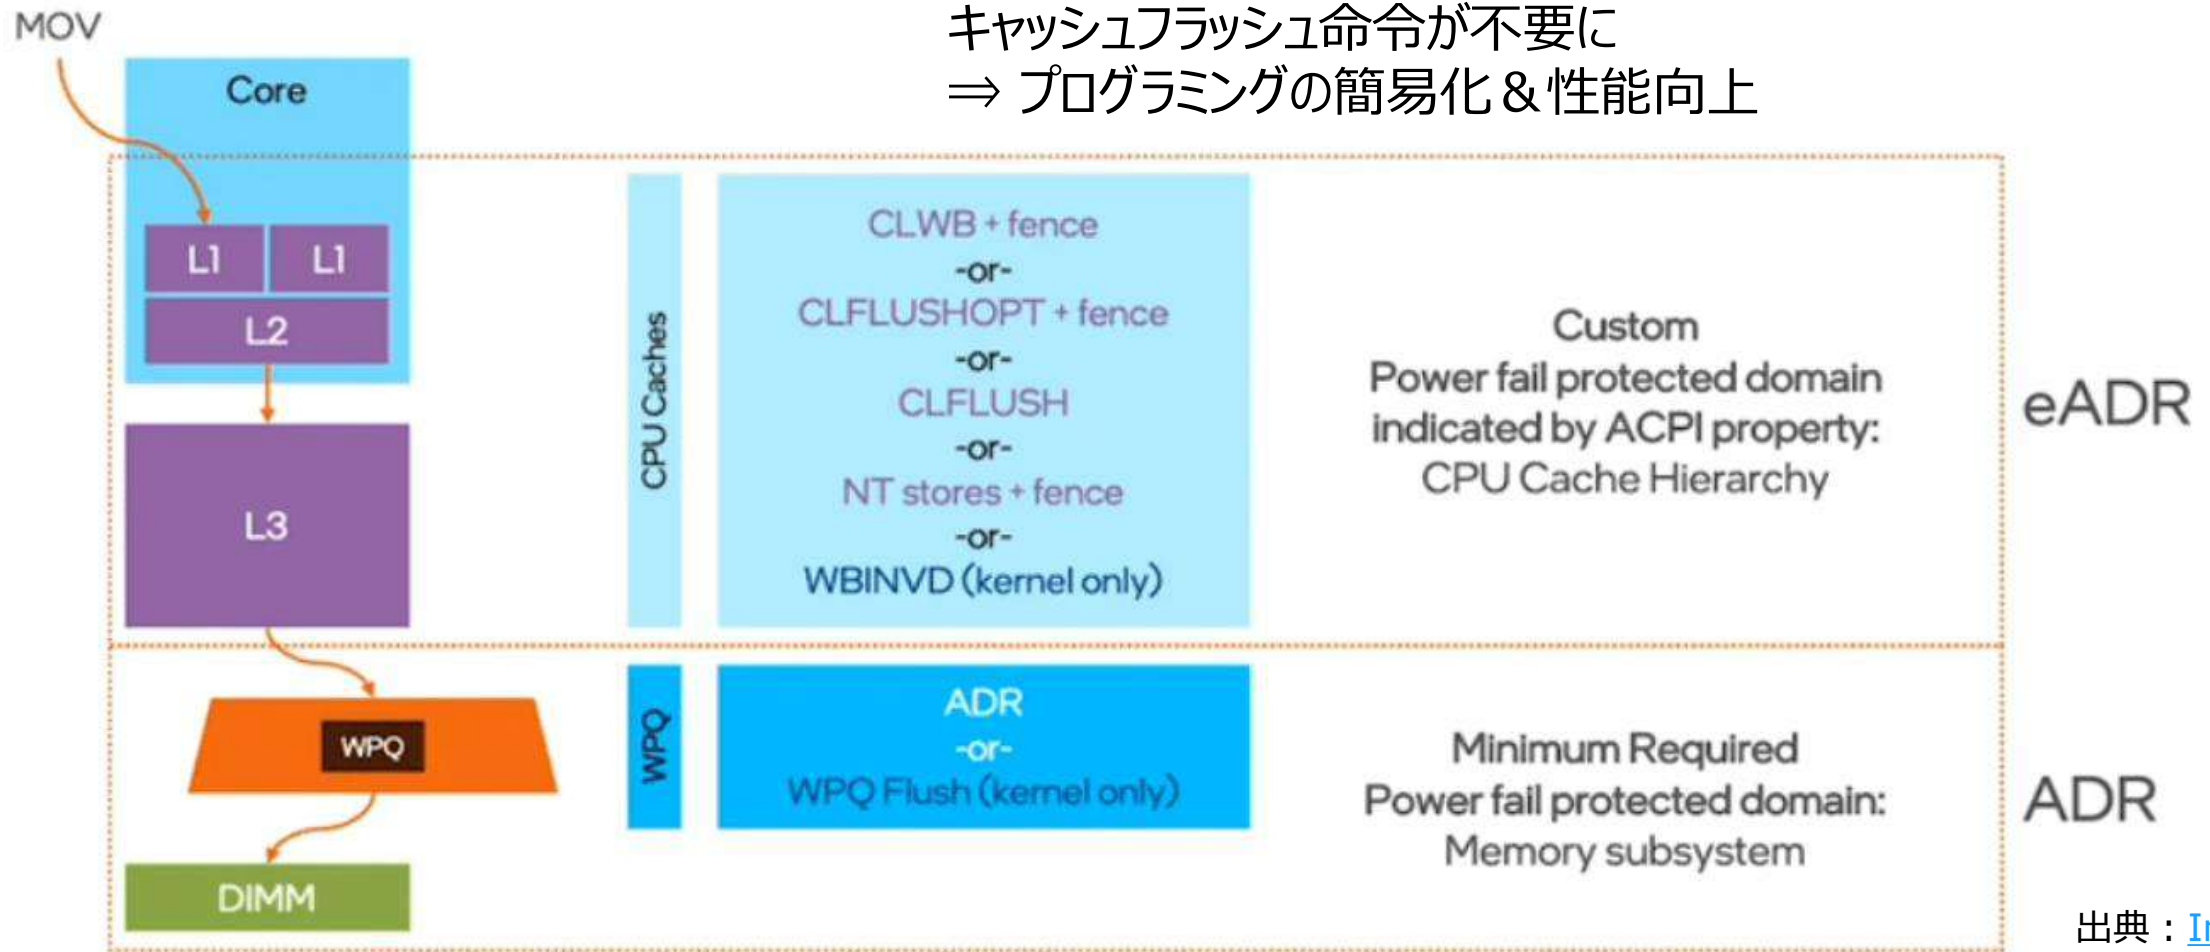 MOV
キャッシュフラッシュ命令が不要に
⇒ プログラミングの簡易化＆性能向上
Core
L1
L1
L2
L3
WPQ
DIMM
CPU Caches
CLWB + fence
-or-
CLFLUSHOPT + fence
-or-
CLFLUSH
-or-
NT stores + fence
-or-
WBINVD (kernel only)
Custom
Power fail protected domain
indicated by ACPI property:
CPU Cache Hierarchy
eADR
WPQ
ADR
-or-
WPQ Flush (kernel only)
Minimum Required
Power fail protected domain:
Memory subsystem
ADR
出典：